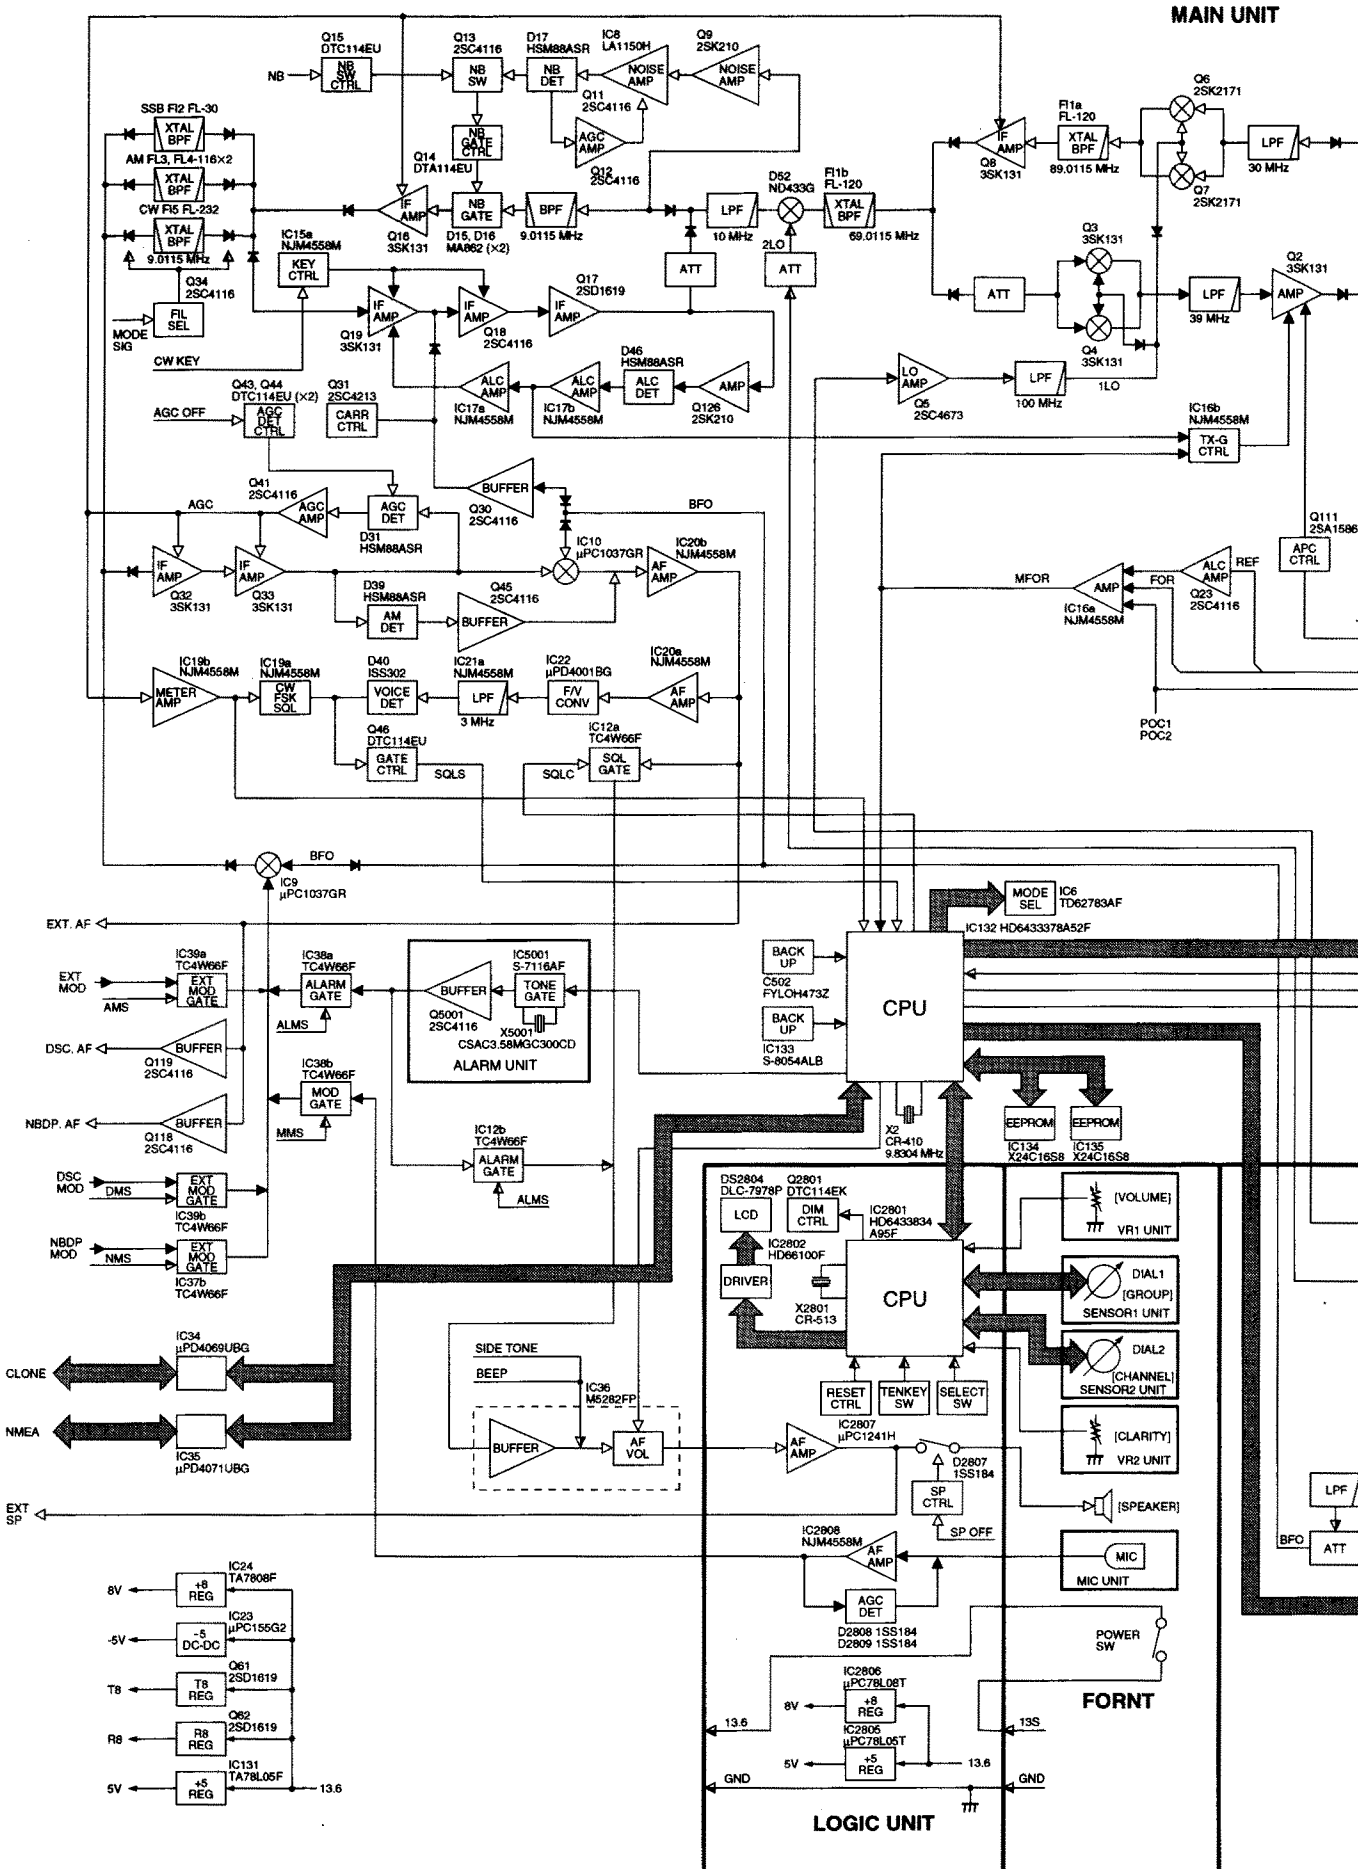 MAIN UNIT
Q15
DTC114EU
NB
NB
SW
CTRL
Q13
2SC4116
NB
SW
D17
HSM88ASR
NB
DET
IC8
LA1150H
NOISE
AMP
Q9
2SK210
NOISE
AMP
Q11
2SC4116
AGC
AMP
Q12
2SC4116
NB
GATE
CTRL
Q14
DTA114EU
SSB FI2 FL-30
XTAL
BPF
AM FL3, FL4-116×2
XTAL
BPF
CW FI5 FL-232
XTAL
BPF
9.0115 MHz
Q34
2SC4116
FIL
SEL
MODE
SIG
IF
AMP
Q16
3SK131
NB
GATE
D15, D16
MA862 (×2)
BPF
9.0115 MHz
LPF
10 MHz
D52
ND433G
2LO
FI1b
FL-120
XTAL
BPF
69.0115 MHz
IF
AMP
Q8
3SK131
FI1a
FL-120
XTAL
BPF
89.0115 MHz
Q6
2SK2171
Q7
2SK2171
LPF
30 MHz
IC15a
NJM4558M
KEY
CTRL
CW KEY
IF
AMP
Q19
3SK131
IF
AMP
Q18
2SC4116
Q17
2SD1619
IF
AMP
ATT
ATT
ATT
Q3
3SK131
Q4
3SK131
LPF
39 MHz
Q2
3SK131
AMP
Q43, Q44
DTC114EU (×2)
AGC
DET
CTRL
AGC OFF
Q31
2SC4213
CARR
CTRL
ALC
AMP
IC17a
NJM4558M
ALC
AMP
IC17b
NJM4558M
D46
HSM88ASR
ALC
DET
AMP
Q126
2SK210
LO
AMP
Q5
2SC4673
LPF
100 MHz
1LO
IC16b
NJM4558M
TX-G
CTRL
Q41
2SC4116
AGC
AGC
AMP
AGC
DET
D31
HSM88ASR
BUFFER
Q30
2SC4116
BFO
IC10
µPC1037GR
IC20b
NJM4558M
AF
AMP
Q111
2SA1586
APC
CTRL
IF
AMP
Q32
3SK131
IF
AMP
Q33
3SK131
D39
HSM88ASR
AM
DET
Q45
2SC4116
BUFFER
MFOR
AMP
IC16a
NJM4558M
FOR
ALC
AMP
REF
Q23
2SC4116
POC1
POC2
IC19b
NJM4558M
METER
AMP
IC19a
NJM4558M
CW
FSK
SQL
D40
ISS302
VOICE
DET
IC21a
NJM4558M
LPF
3 MHz
IC22
µPD4001BG
F/V
CONV
IC20a
NJM4558M
AF
AMP
Q46
DTC114EU
GATE
CTRL
SQLS
IC12a
TC4W66F
SQLC
SQL
GATE
BFO
IC9
µPC1037GR
MODE
SEL
IC6
TD62783AF
EXT. AF
IC132 HD6433378A52F
CPU
BACK
UP
C502
FYLOH473Z
BACK
UP
IC133
S-8054ALB
IC39a
TC4W66F
EXT
MOD
AMS
EXT
MOD
GATE
IC38a
TC4W66F
ALARM
GATE
ALMS
BUFFER
Q5001
2SC4116
IC5001
S-7116AF
TONE
GATE
X5001
CSAC3.58MGC300CD
ALARM UNIT
DSC. AF
BUFFER
Q119
2SC4116
IC38b
TC4W66F
MOD
GATE
MMS
NBDP. AF
BUFFER
Q118
2SC4116
X2
CR-410
9.8304 MHz
EEPROM
IC134
X24C16S8
EEPROM
IC135
X24C16S8
IC12b
TC4W66F
ALARM
GATE
ALMS
DSC
MOD
DMS
EXT
MOD
GATE
IC39b
TC4W66F
NBDP
MOD
NMS
EXT
MOD
GATE
IC37b
TC4W66F
DS2804
DLC-7978P
LCD
Q2801
DTC114EK
DIM
CTRL
IC2801
HD6433834
A95F
IC2802
HD66100F
DRIVER
CPU
X2801
CR-513
[VOLUME]
VR1 UNIT
DIAL1
[GROUP]
SENSOR1 UNIT
DIAL2
[CHANNEL]
SENSOR2 UNIT
[CLARITY]
VR2 UNIT
RESET
CTRL
TENKEY
SW
SELECT
SW
CLONE
IC34
µPD4069UBG
NMEA
IC35
µPD4071UBG
SIDE TONE
BEEP
IC36
M5282FP
BUFFER
AF
VOL
AF
AMP
IC2807
µPC1241H
D2807
1SS184
SP
CTRL
SP OFF
[SPEAKER]
EXT
SP
LPF
BFO
ATT
IC2808
NJM4558M
AF
AMP
MIC
MIC UNIT
AGC
DET
D2808 1SS184
D2809 1SS184
POWER
SW
FORNT
IC24
TA7808F
8V
+8
REG
IC23
µPC155G2
-5V
-5
DC-DC
Q61
2SD1619
T8
T8
REG
Q62
2SD1619
R8
R8
REG
IC131
TA78L05F
5V
+5
REG
13.6
IC2806
µPC78L08T
8V
+8
REG
IC2805
µPC78L05T
5V
+5
REG
13.6
13.6
13S
GND
GND
LOGIC UNIT